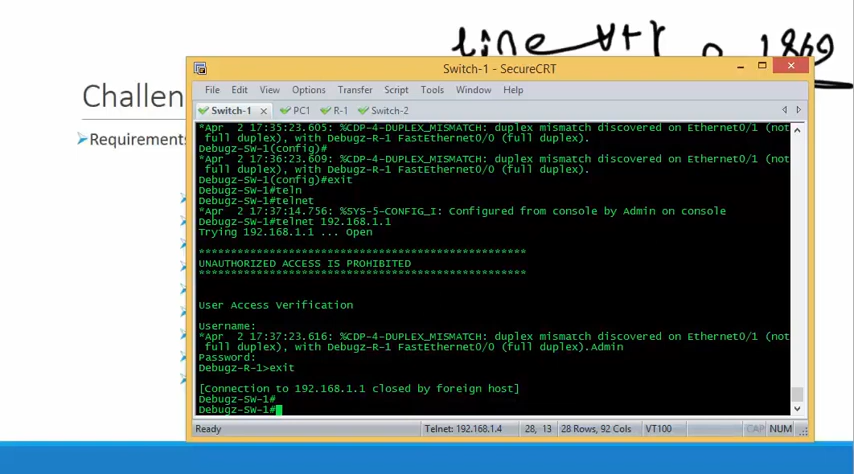 line vty 0 1869
Switch-1 - SecureCRT
Challen
File Edit View Options Transfer Script Tools Window Help
Switch-1 PC1 R-1 Switch-2
Requirements
*Apr  2 17:35:23.605: %CDP-4-DUPLEX_MISMATCH: duplex mismatch discovered on Ethernet0/1 (not
full duplex), with Debugz-R-1 FastEthernet0/0 (full duplex).
Debugz-SW-1(config)#
*Apr  2 17:36:23.609: %CDP-4-DUPLEX_MISMATCH: duplex mismatch discovered on Ethernet0/1 (not
full duplex), with Debugz-R-1 FastEthernet0/0 (full duplex).
Debugz-SW-1(config)#exit
Debugz-SW-1#teln
Debugz-SW-1#telnet
*Apr  2 17:37:14.756: %SYS-5-CONFIG_I: Configured from console by Admin on console
Debugz-SW-1#telnet 192.168.1.1
Trying 192.168.1.1 ... Open
**************************************************
UNAUTHORIZED ACCESS IS PROHIBITED
**************************************************
User Access Verification
Username:
*Apr  2 17:37:23.616: %CDP-4-DUPLEX_MISMATCH: duplex mismatch discovered on Ethernet0/1 (not
full duplex), with Debugz-R-1 FastEthernet0/0 (full duplex).Admin
Password:
Debugz-R-1>exit
[Connection to 192.168.1.1 closed by foreign host]
Debugz-SW-1#
Debugz-SW-1#
Ready Telnet: 192.168.1.4 28, 13 28 Rows, 92 Cols VT100 CAP NUM